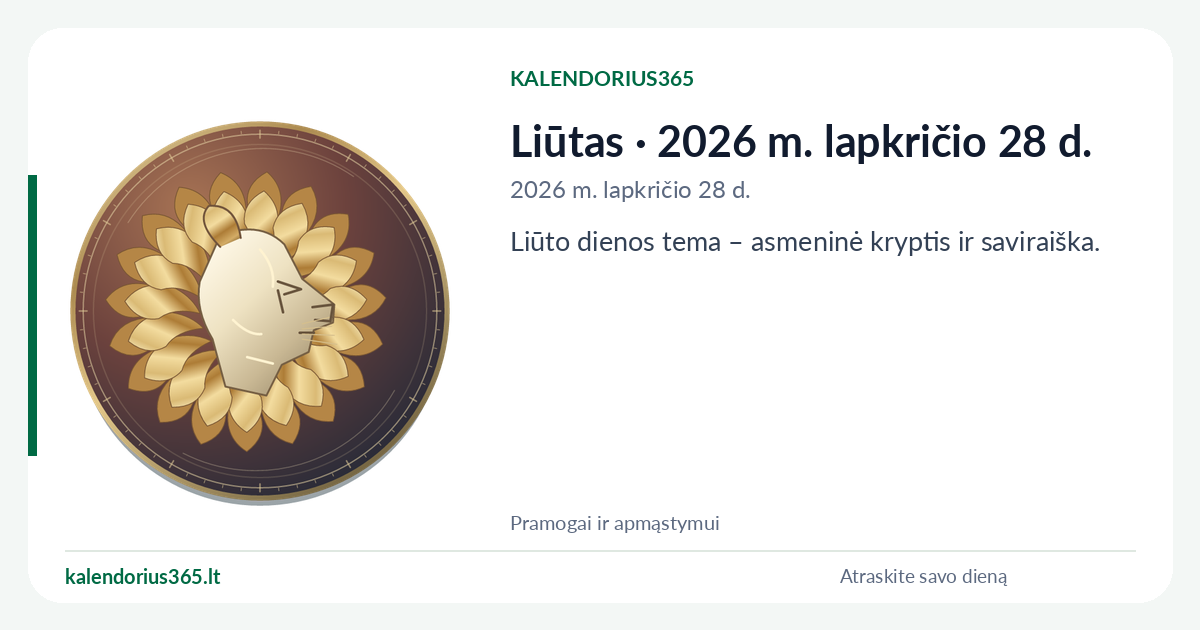 KALENDORIUS365
Liūtas · 2026 m. lapkričio 28 d.
2026 m. lapkričio 28 d.
Liūto dienos tema – asmeninė kryptis ir saviraiška.
Pramogai ir apmąstymui
kalendorius365.lt
Atraskite savo dieną